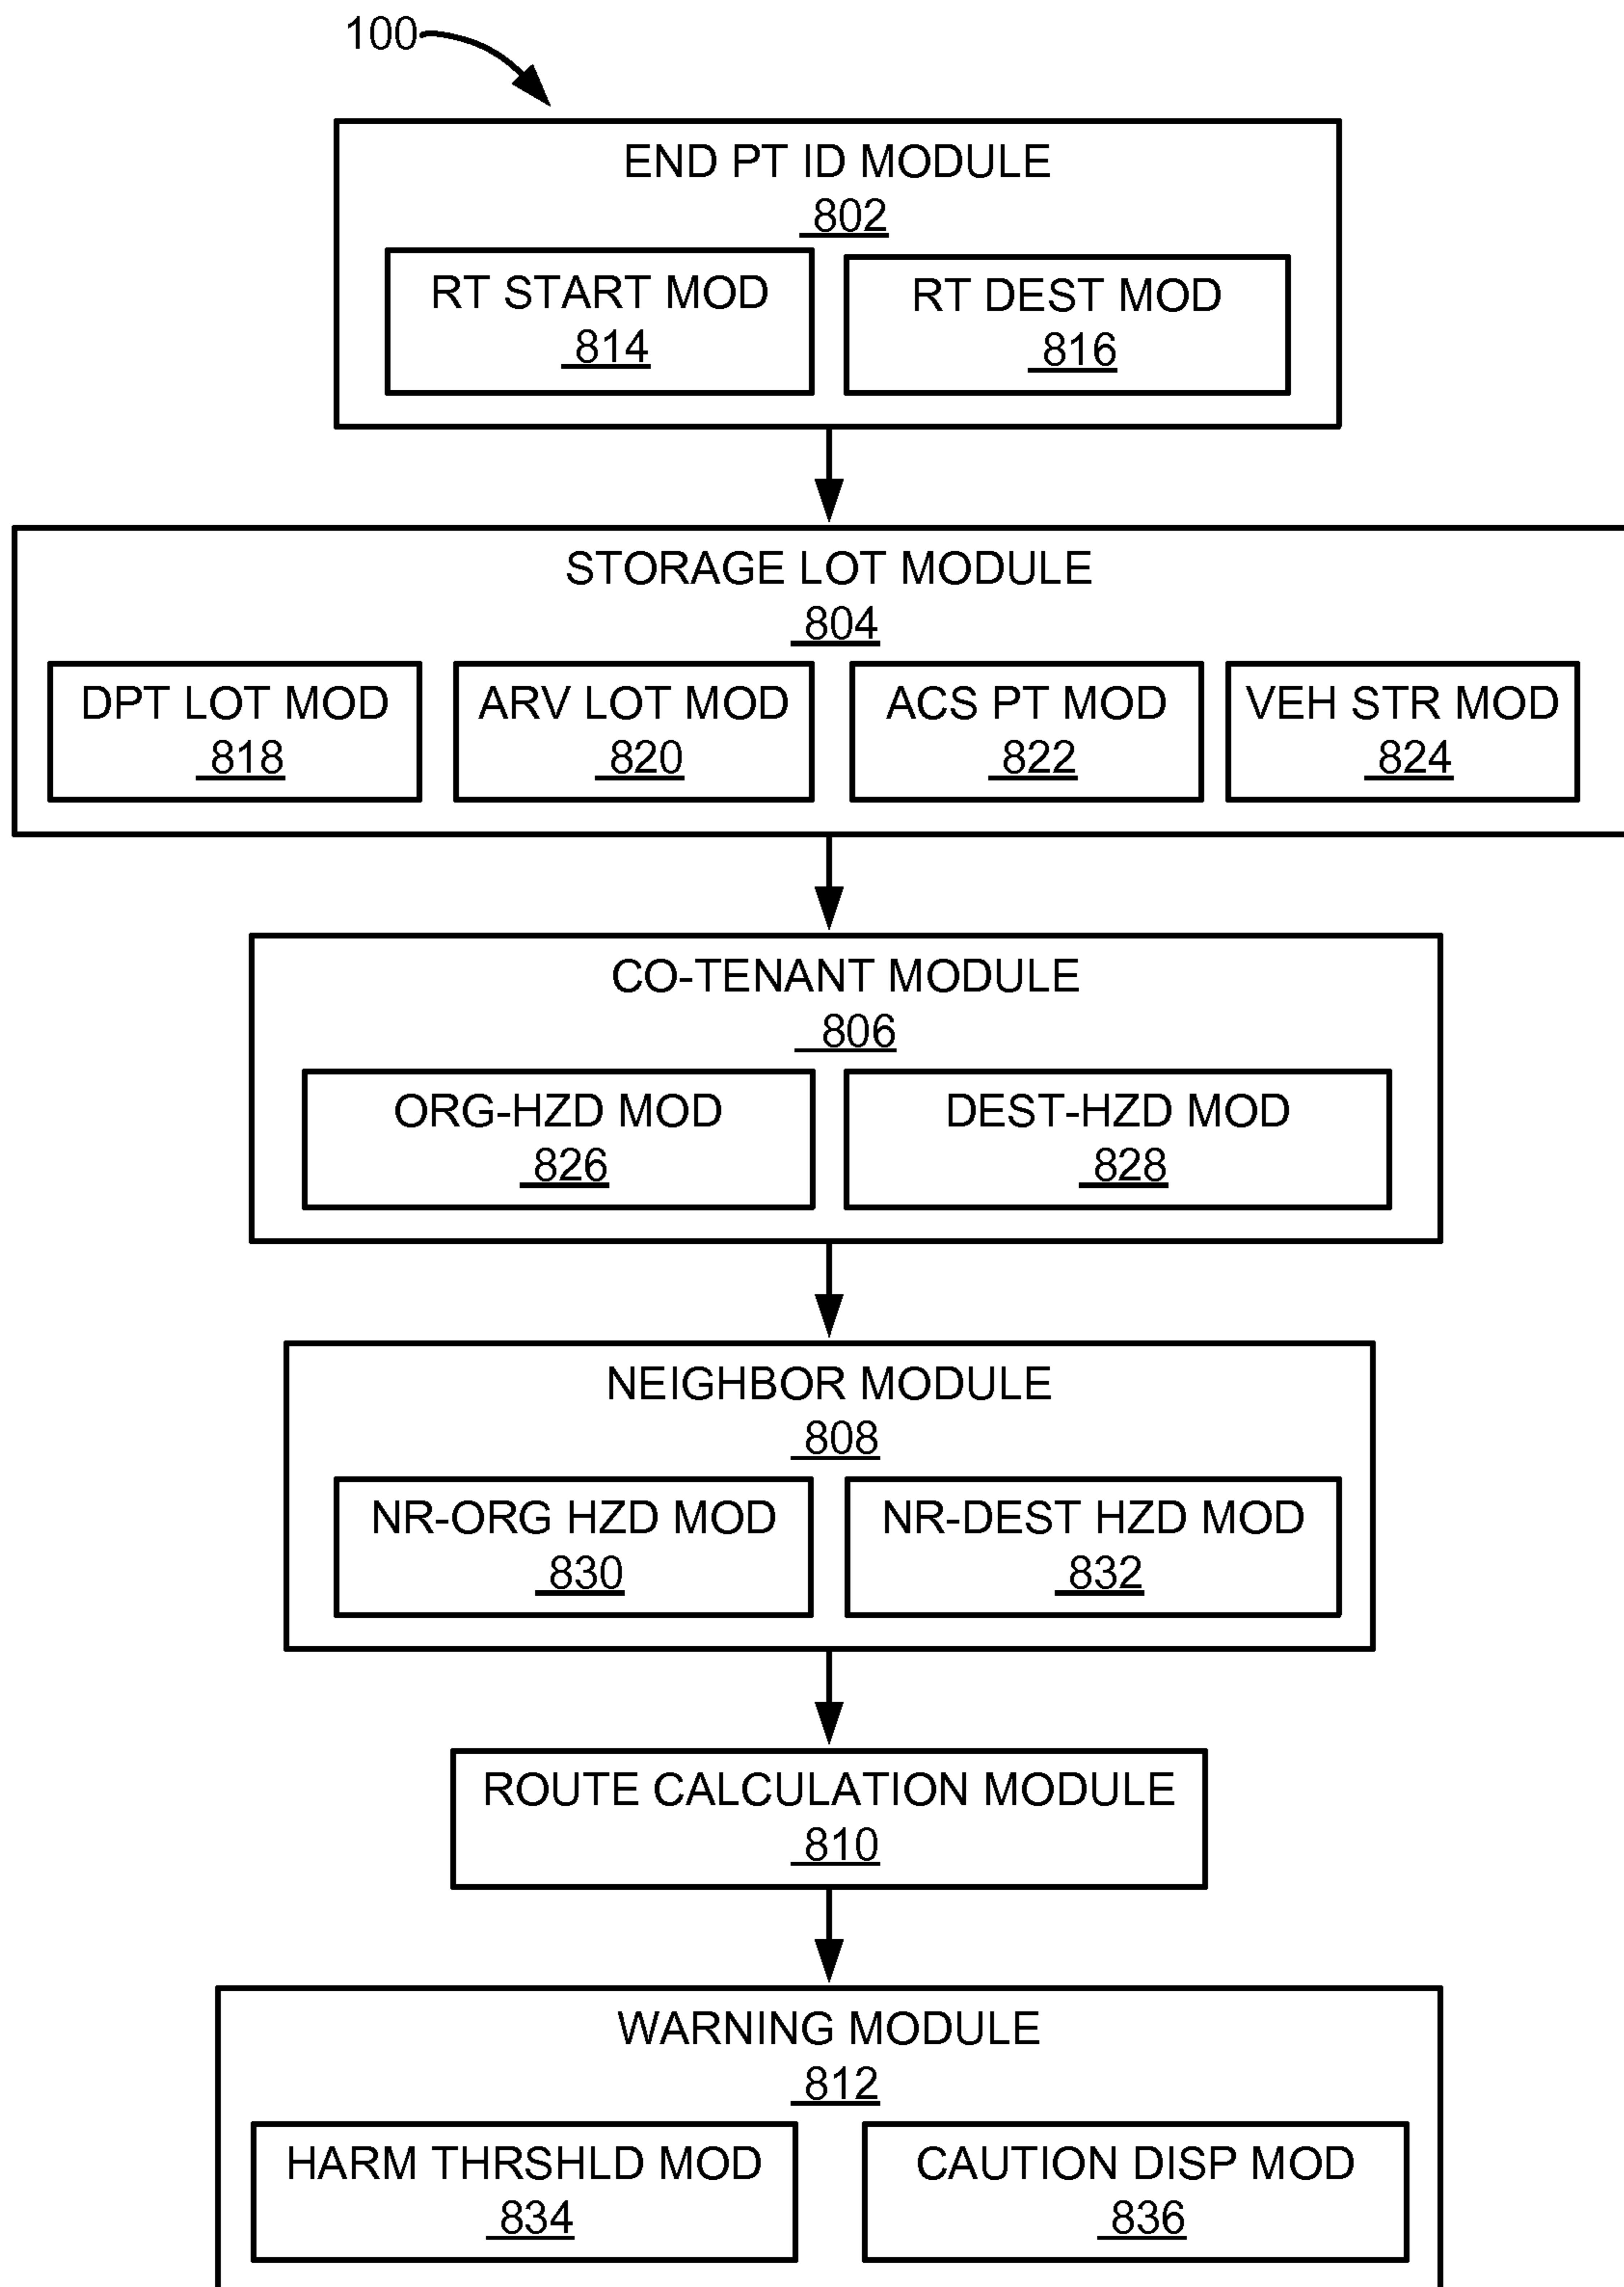 100
END PT ID MODULE
802
RT START MOD
814
RT DEST MOD
816
STORAGE LOT MODULE
804
DPT LOT MOD
818
ARV LOT MOD
820
ACS PT MOD
822
VEH STR MOD
824
CO-TENANT MODULE
806
ORG-HZD MOD
826
DEST-HZD MOD
828
NEIGHBOR MODULE
808
NR-ORG HZD MOD
830
NR-DEST HZD MOD
832
ROUTE CALCULATION MODULE
810
WARNING MODULE
812
HARM THRSHLD MOD
834
CAUTION DISP MOD
836